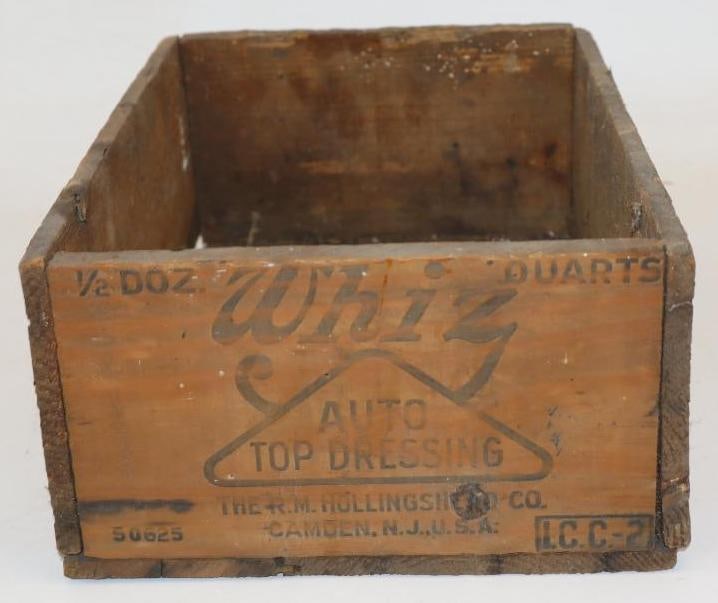 ½ DOZ. Whiz QUARTS
AUTO
TOP DRESSING
THE R.M. HOLLINGSHEAD CO.
CAMDEN, N.J., U.S.A.
50625 I.C.C.-2